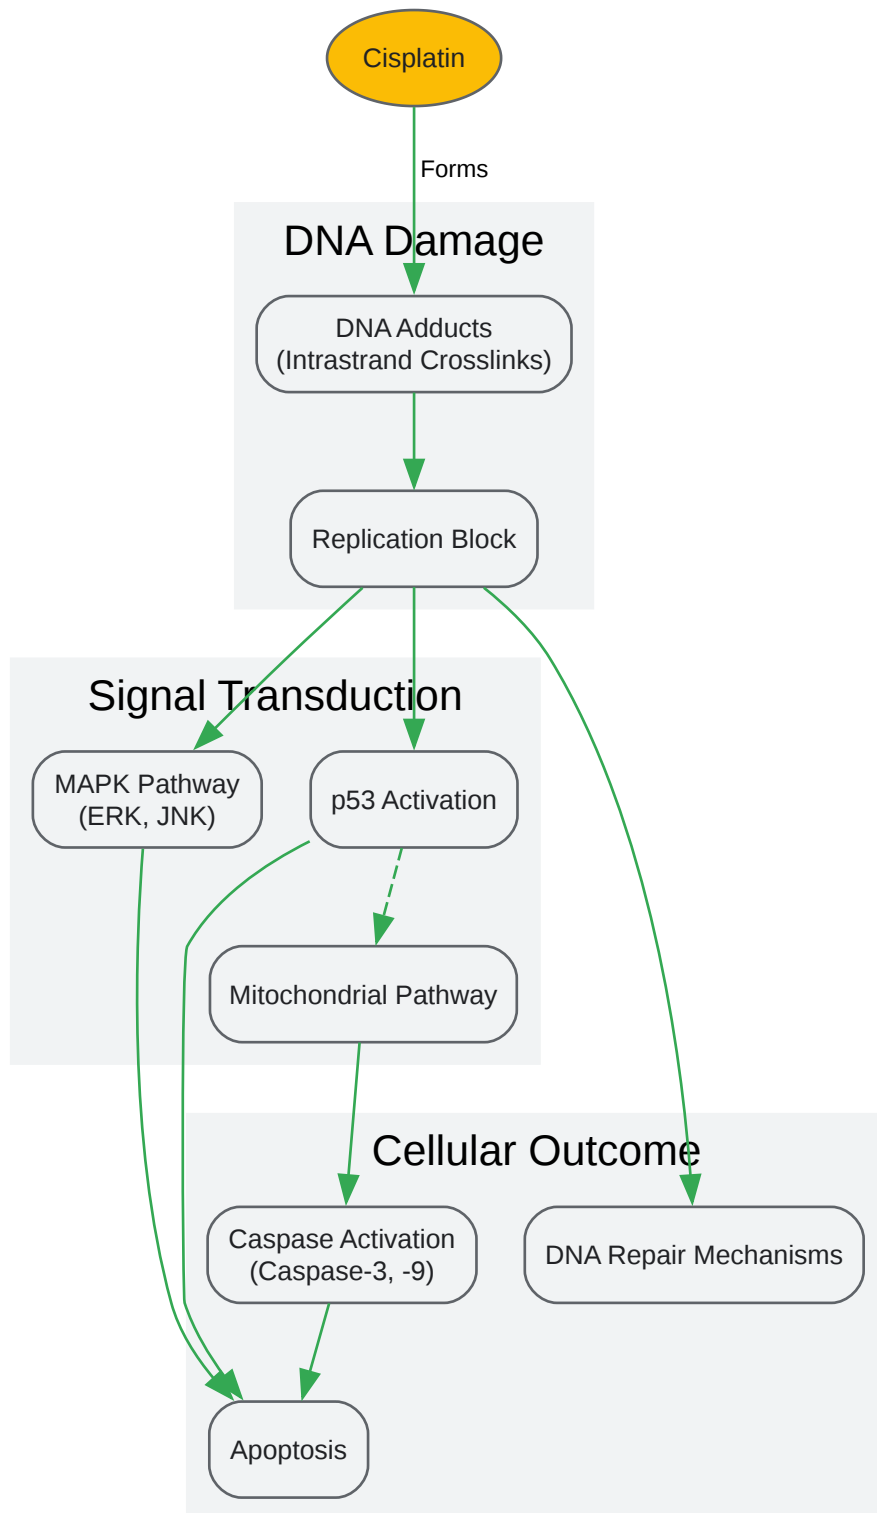 Cisplatin
Forms
DNA Damage
DNA Adducts
(Intrastrand Crosslinks)
Replication Block
Signal Transduction
MAPK Pathway
(ERK, JNK)
p53 Activation
Mitochondrial Pathway
Cellular Outcome
Caspase Activation
(Caspase-3, -9)
DNA Repair Mechanisms
Apoptosis